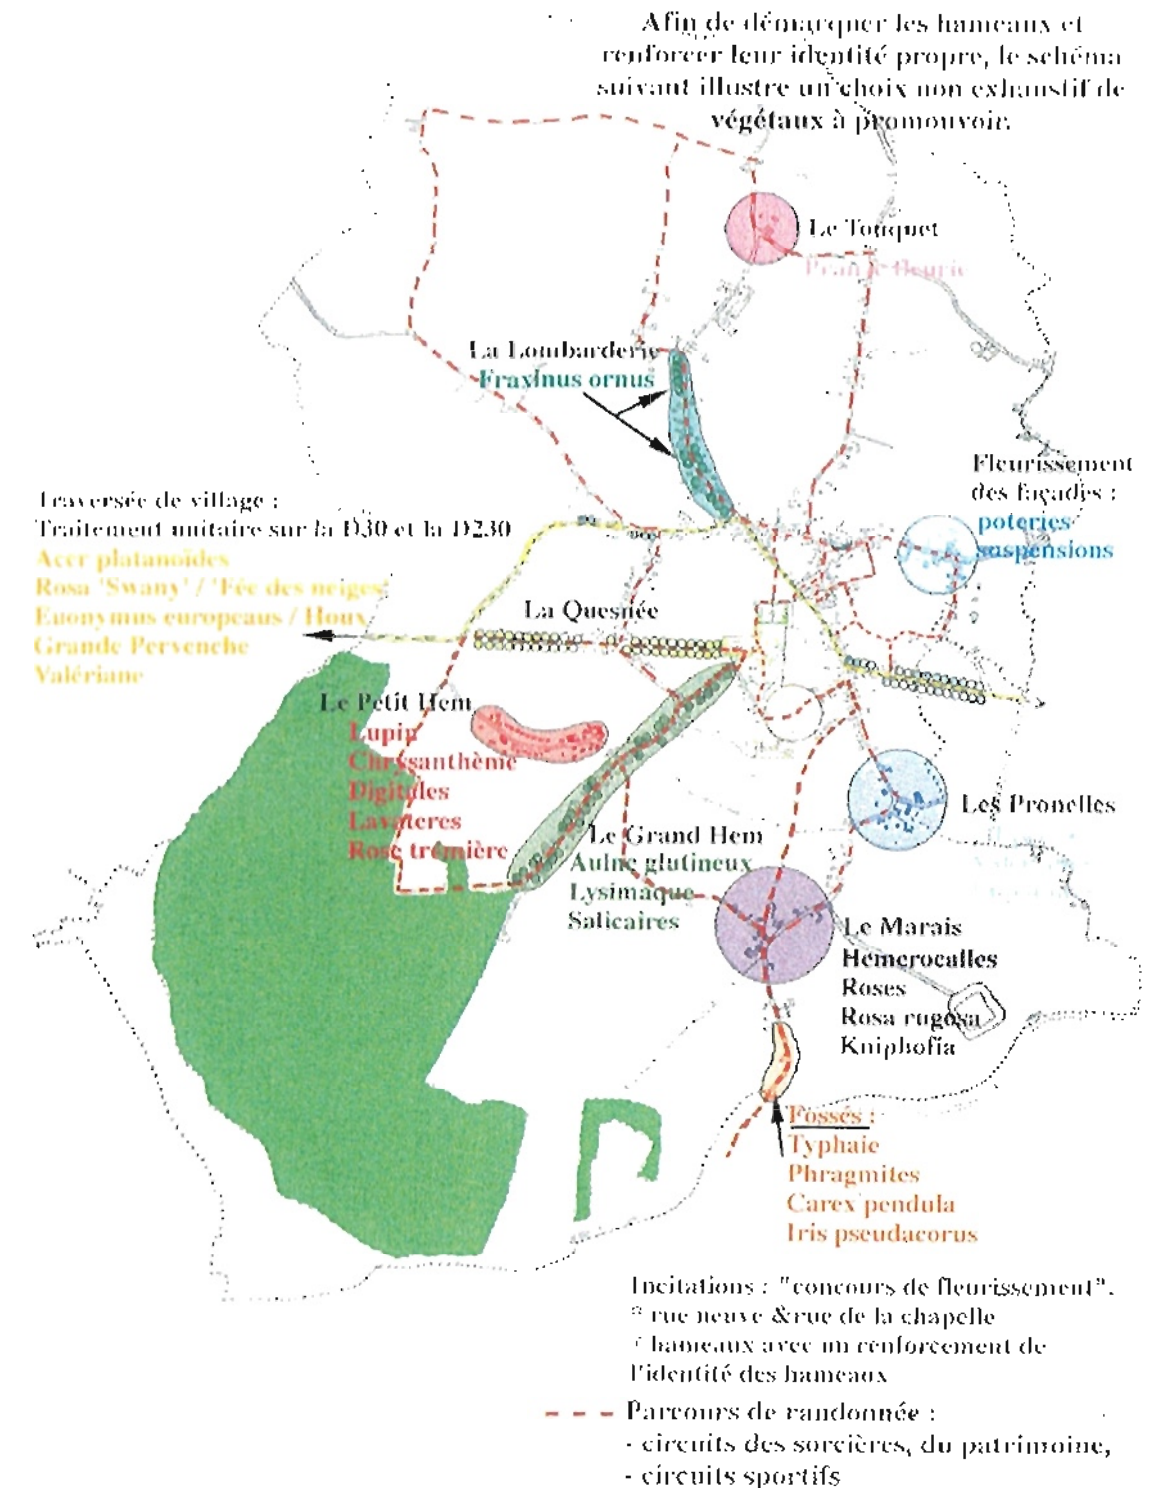 Afin de démarquer les hameaux et
renforcer leur identité propre, le schéma
suivant illustre un choix non exhaustif de
végétaux à promouvoir.
Le Touquet
Prairie fleurie
La Lombarderie
Fraxinus ornus
Fleurissement
des façades :
poteries
suspensions
Traversée de village :
Traitement unitaire sur la D30 et la D230
Acer platanoïdes
Rosa 'Swany' / 'Fée des neiges'
Euonymus europeaus / Houx
Grande Pervenche
Valériane
La Quesnée
Le Petit Hem
Lupin
Chrysanthème
Digitales
Lavateres
Rose trémière
Le Grand Hem
Aulne glutineux
Lysimaque
Salicaires
Les Pronelles
Le Marais
Hemerocalles
Roses
Rosa rugosa
Kniphofia
Fossés :
Typhaie
Phragmites
Carex pendula
Iris pseudacorus
Incitations : "concours de fleurissement".
* rue neuve & rue de la chapelle
* hameaux avec un renforcement de
l'identité des hameaux
Parcours de randonnée :
- circuits des sorcières, du patrimoine,
- circuits sportifs